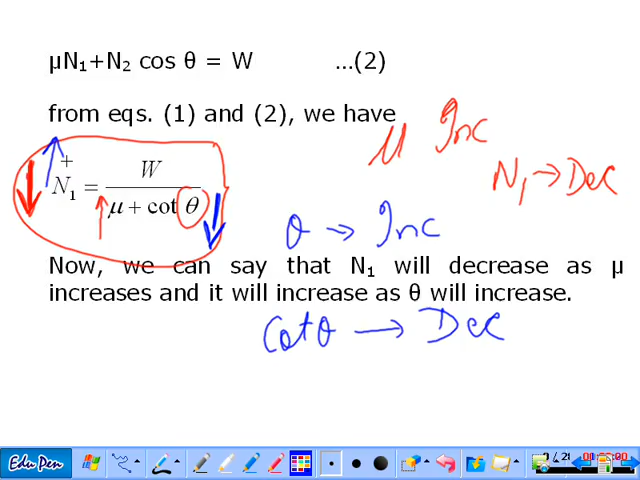 μN₁+N₂ cos θ = W …(2)
from eqs. (1) and (2), we have
μ Inc
+
N₁ = W / (μ + cot θ)
N₁ → Dec
θ → Inc
Now, we can say that N₁ will decrease as μ
increases and it will increase as θ will increase.
Cotθ → Dec
Edu Pen